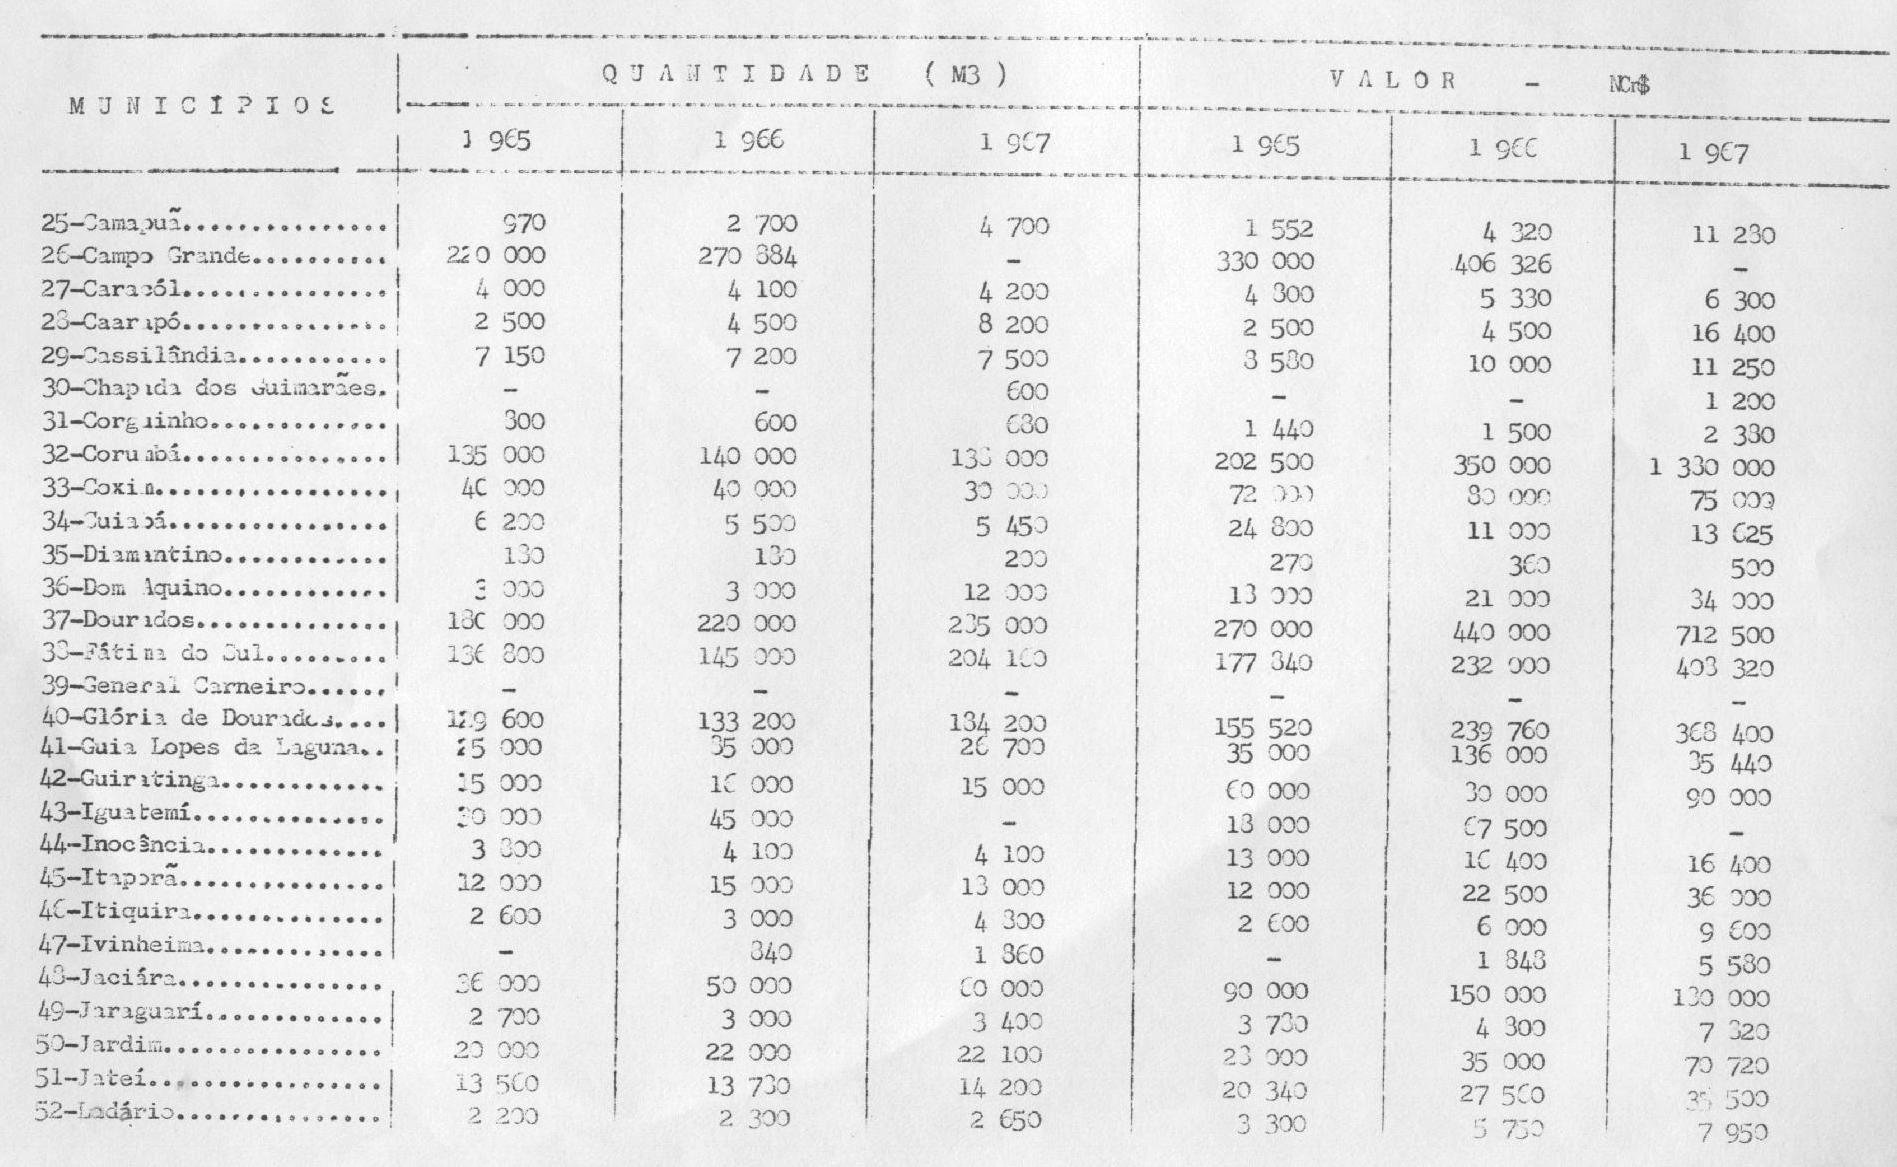 QUANTIDADE (M3) VALOR - NCr$
MUNICÍPIOS
1 965 1 966 1 967 1 965 1 966 1 967
25-Camapuã................ 970 2 700 4 700 1 552 4 320 11 280
26-Campo Grande.......... 220 000 270 884 - 330 000 406 326 -
27-Caracól............... 4 000 4 100 4 200 4 800 5 330 6 300
28-Caarapó............... 2 500 4 500 8 200 2 500 4 500 16 400
29-Cassilândia........... 7 150 7 200 7 500 8 580 10 000 11 250
30-Chapada dos Guimarães. - - 600 - - 1 200
31-Corguinho............. 800 600 680 1 440 1 500 2 380
32-Corumbá............... 135 000 140 000 133 000 202 500 350 000 1 330 000
33-Coxim................. 40 000 40 000 30 000 72 000 80 000 75 000
34-Cuiabá................ 6 200 5 500 5 450 24 800 11 000 13 625
35-Diamantino............ 180 180 200 270 360 500
36-Dom Aquino............ 3 000 3 000 12 000 18 000 21 000 34 000
37-Dourados.............. 180 000 220 000 285 000 270 000 440 000 712 500
38-Fátima do Sul......... 136 800 145 000 204 160 177 840 232 000 408 320
39-General Carneiro...... - - - - - -
40-Glória de Dourados.... 129 600 133 200 184 200 155 520 239 760 368 400
41-Guia Lopes da Laguna.. 25 000 85 000 26 700 35 000 136 000 35 440
42-Guiratinga............ 15 000 16 000 15 000 60 000 80 000 90 000
43-Iguatemí.............. 30 000 45 000 - 18 000 67 500 -
44-Inocência............. 3 800 4 100 4 100 13 000 16 400 16 400
45-Itaporã............... 12 000 15 000 18 000 12 000 22 500 36 000
46-Itiquira.............. 2 600 3 000 4 800 2 600 6 000 9 600
47-Ivinheima............. - 840 1 860 - 1 848 5 580
48-Jaciára............... 36 000 50 000 60 000 90 000 150 000 180 000
49-Jaraguarí............. 2 700 3 000 3 400 3 780 4 800 7 820
50-Jardim................ 20 000 22 000 22 100 28 000 35 000 70 720
51-Jateí................. 13 560 13 780 14 200 20 340 27 560 35 500
52-Ladário............... 2 200 2 300 2 650 3 300 5 750 7 950